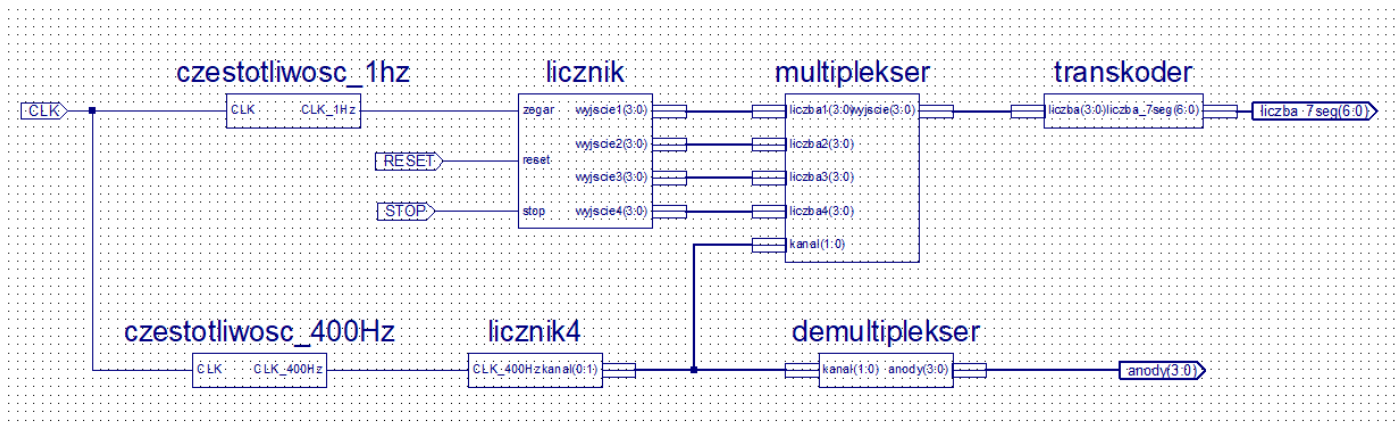 czestotliwosc_1hz licznik multiplekser transkoder
CLK CLK CLK_1Hz zegar wyjscie1(3:0) liczba1(3:0) wyjscie(3:0) liczba(3:0) liczba_7seg(6:0) liczba 7seg(6:0)
wyjscie2(3:0) liczba2(3:0)
RESET reset
wyjscie3(3:0) liczba3(3:0)
STOP stop wyjscie4(3:0) liczba4(3:0)
kanal(1:0)
czestotliwosc_400Hz licznik4 demultiplekser
CLK CLK_400Hz CLK_400Hz kanal(0:1) kanal(1:0) anody(3:0) anody(3:0)